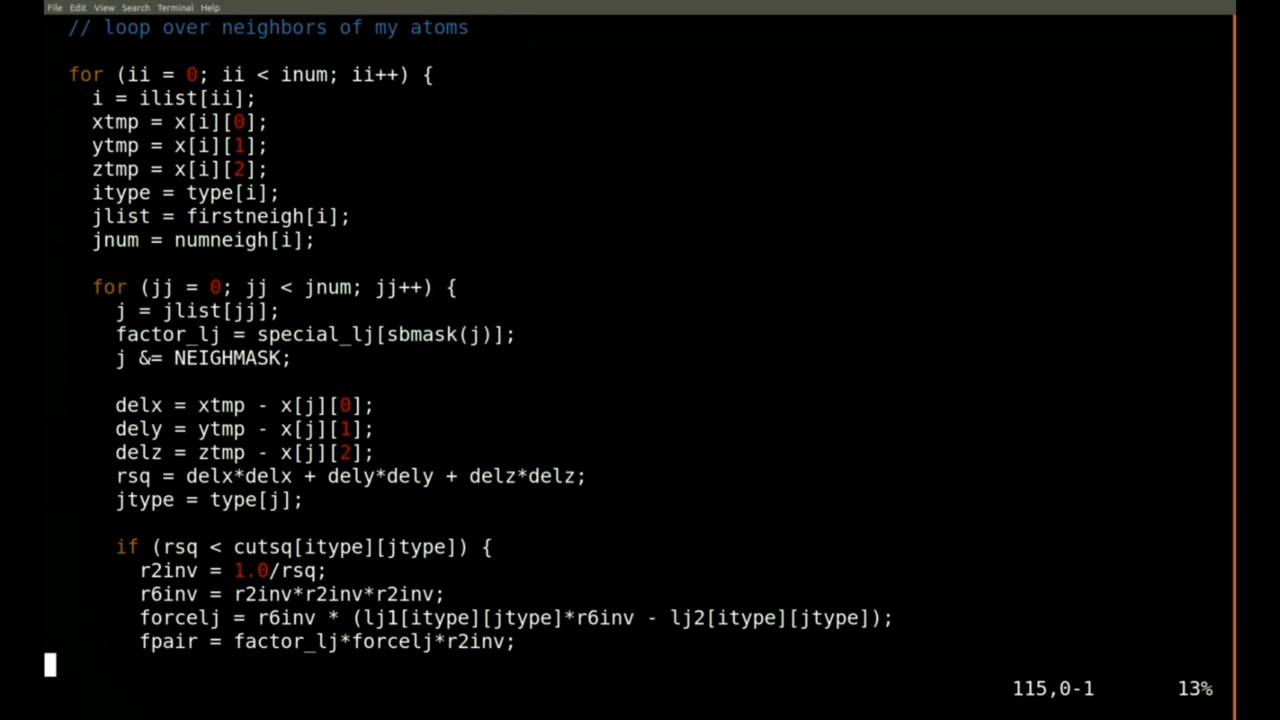 File Edit View Search Terminal Help
// loop over neighbors of my atoms
for (ii = 0; ii < inum; ii++) {
i = ilist[ii];
xtmp = x[i][0];
ytmp = x[i][1];
ztmp = x[i][2];
itype = type[i];
jlist = firstneigh[i];
jnum = numneigh[i];
for (jj = 0; jj < jnum; jj++) {
j = jlist[jj];
factor_lj = special_lj[sbmask(j)];
j &= NEIGHMASK;
delx = xtmp - x[j][0];
dely = ytmp - x[j][1];
delz = ztmp - x[j][2];
rsq = delx*delx + dely*dely + delz*delz;
jtype = type[j];
if (rsq < cutsq[itype][jtype]) {
r2inv = 1.0/rsq;
r6inv = r2inv*r2inv*r2inv;
forcelj = r6inv * (lj1[itype][jtype]*r6inv - lj2[itype][jtype]);
fpair = factor_lj*forcelj*r2inv;
115,0-1 13%